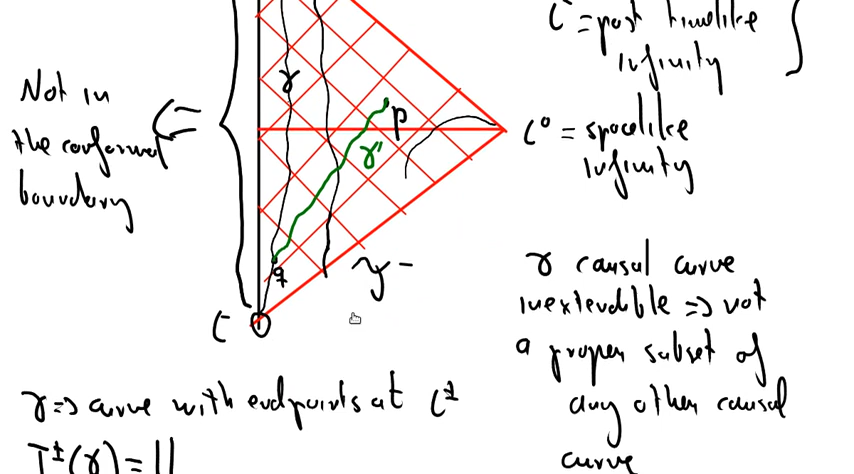 i⁻ = past timelike
infinity
Not in
the conformal
boundary
γ
p
γ'
i⁰ = spacelike
infinity
q
𝒥 -
i⁻
γ causal curve
inextendible => not
a proper subset of
any other causal
curve
γ => curve with endpoints at i±
I±(γ) =